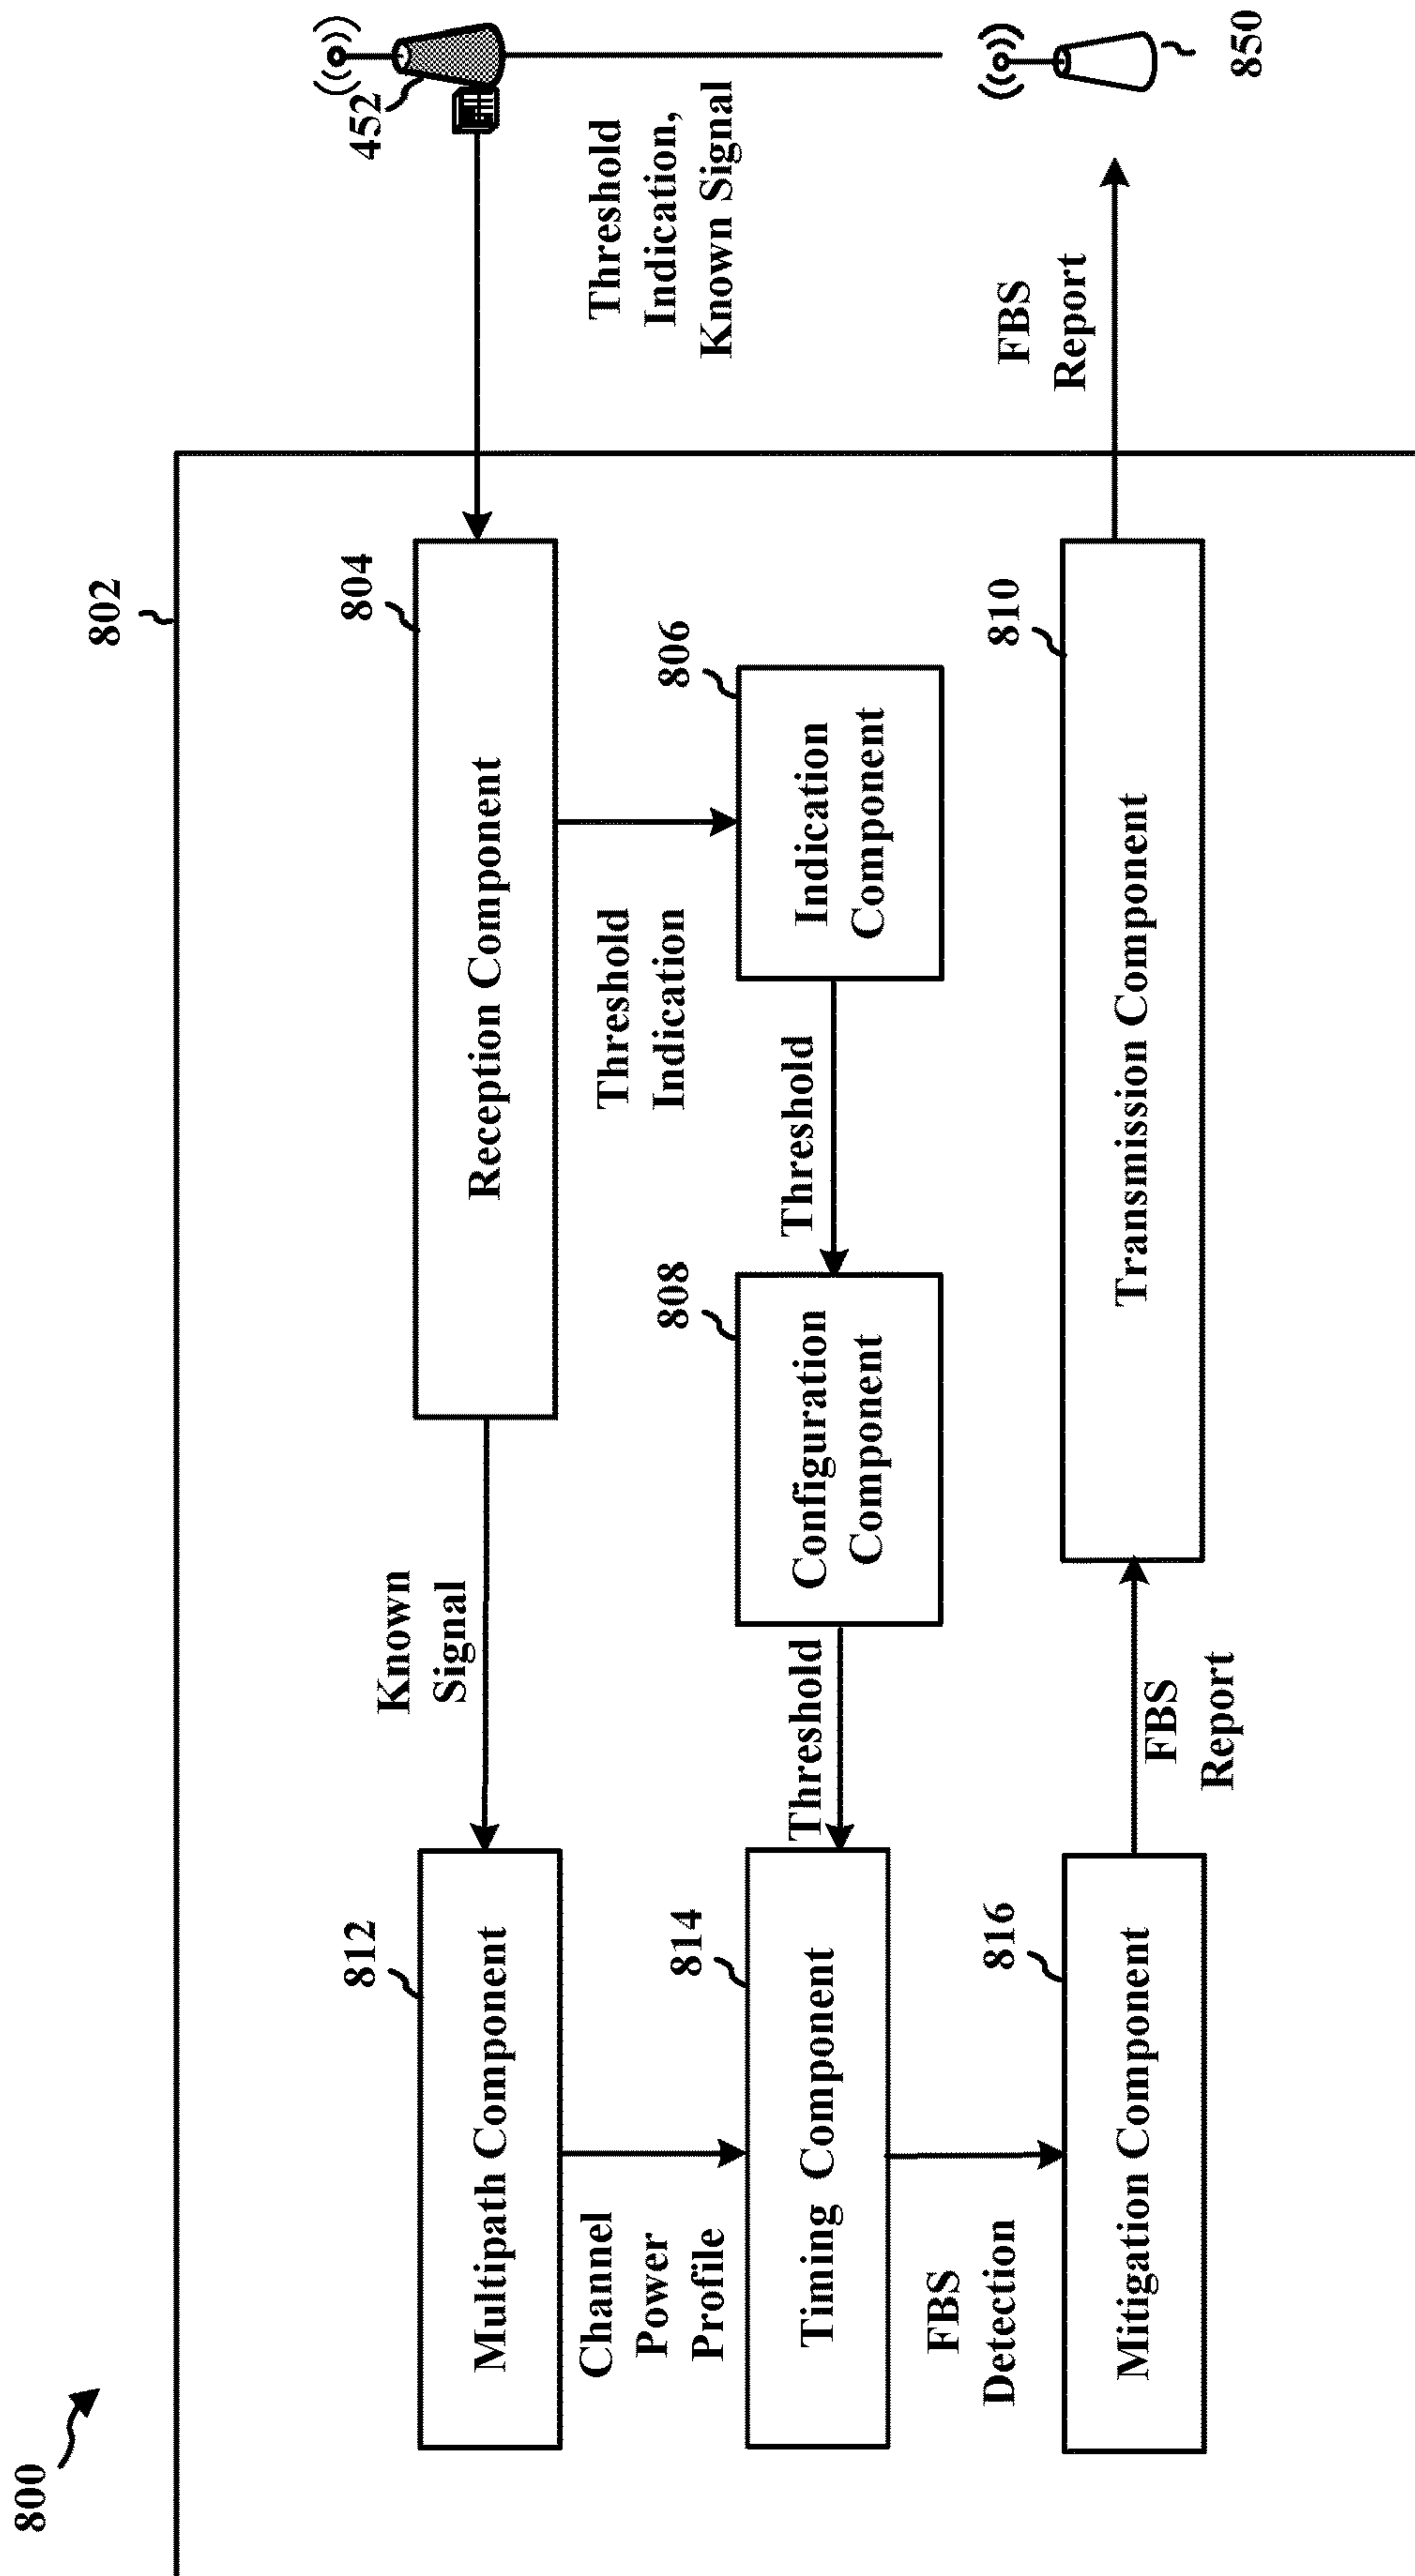 800
802
812
Known
Signal
804
452
Multipath Component
Reception Component
Channel
Power
Profile
Threshold
Indication
806
Threshold
Indication,
Known Signal
814
Threshold
808
Threshold
Timing Component
Configuration
Component
Indication
Component
FBS
Detection
816
810
FBS
Report
850
Mitigation Component
FBS
Report
Transmission Component